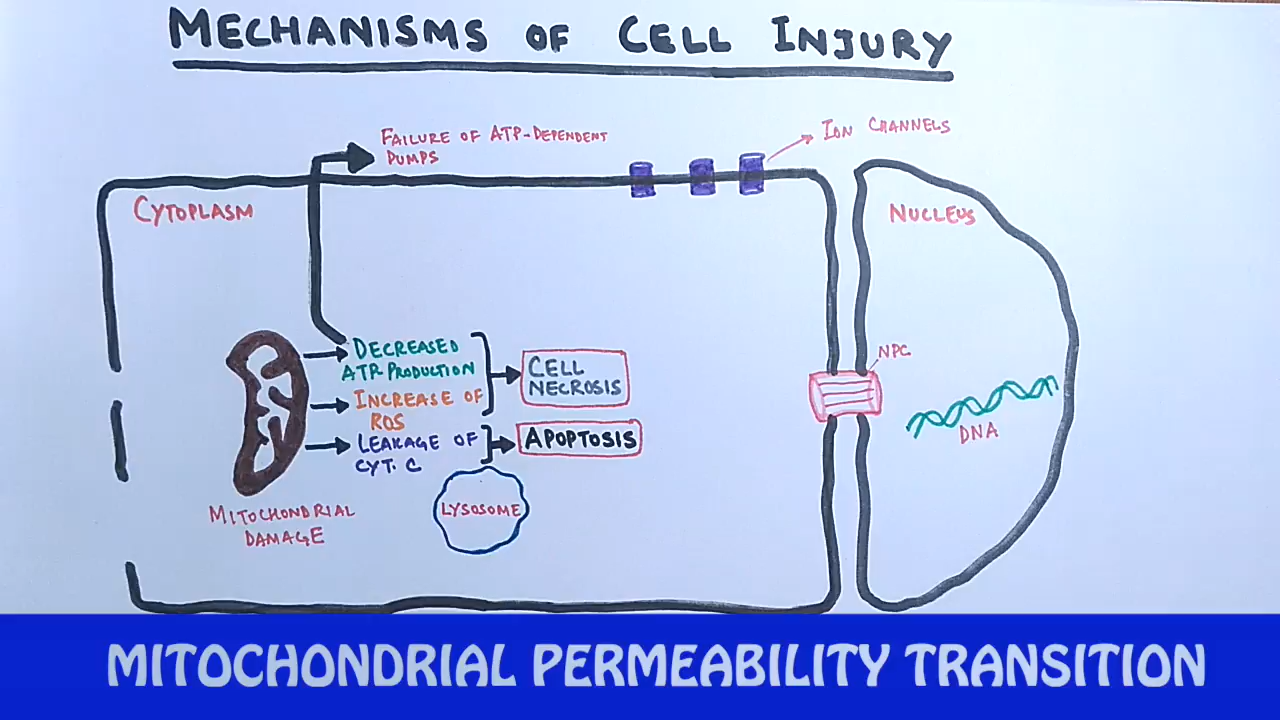 MECHANISMS OF CELL INJURY
FAILURE OF ATP-DEPENDENT
PUMPS
ION CHANNELS
CYTOPLASM
NUCLEUS
DECREASED
ATP PRODUCTION
CELL
NECROSIS
NPC
INCREASE OF
ROS
LEAKAGE OF
CYT. C
APOPTOSIS
DNA
LYSOSOME
MITOCHONDRIAL
DAMAGE
MITOCHONDRIAL PERMEABILITY TRANSITION